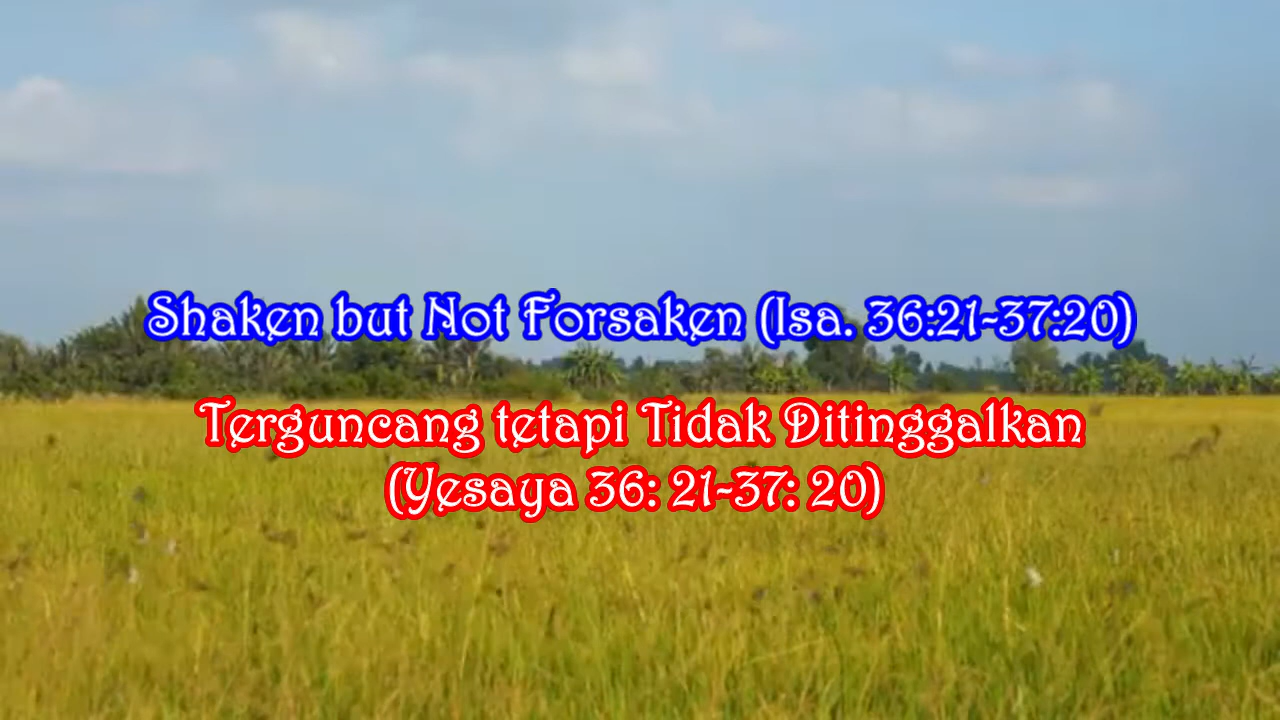 Shaken but Not Forsaken (Isa. 36:21-37:20)
Terguncang tetapi Tidak Ditinggalkan
(Yesaya 36: 21-37: 20)